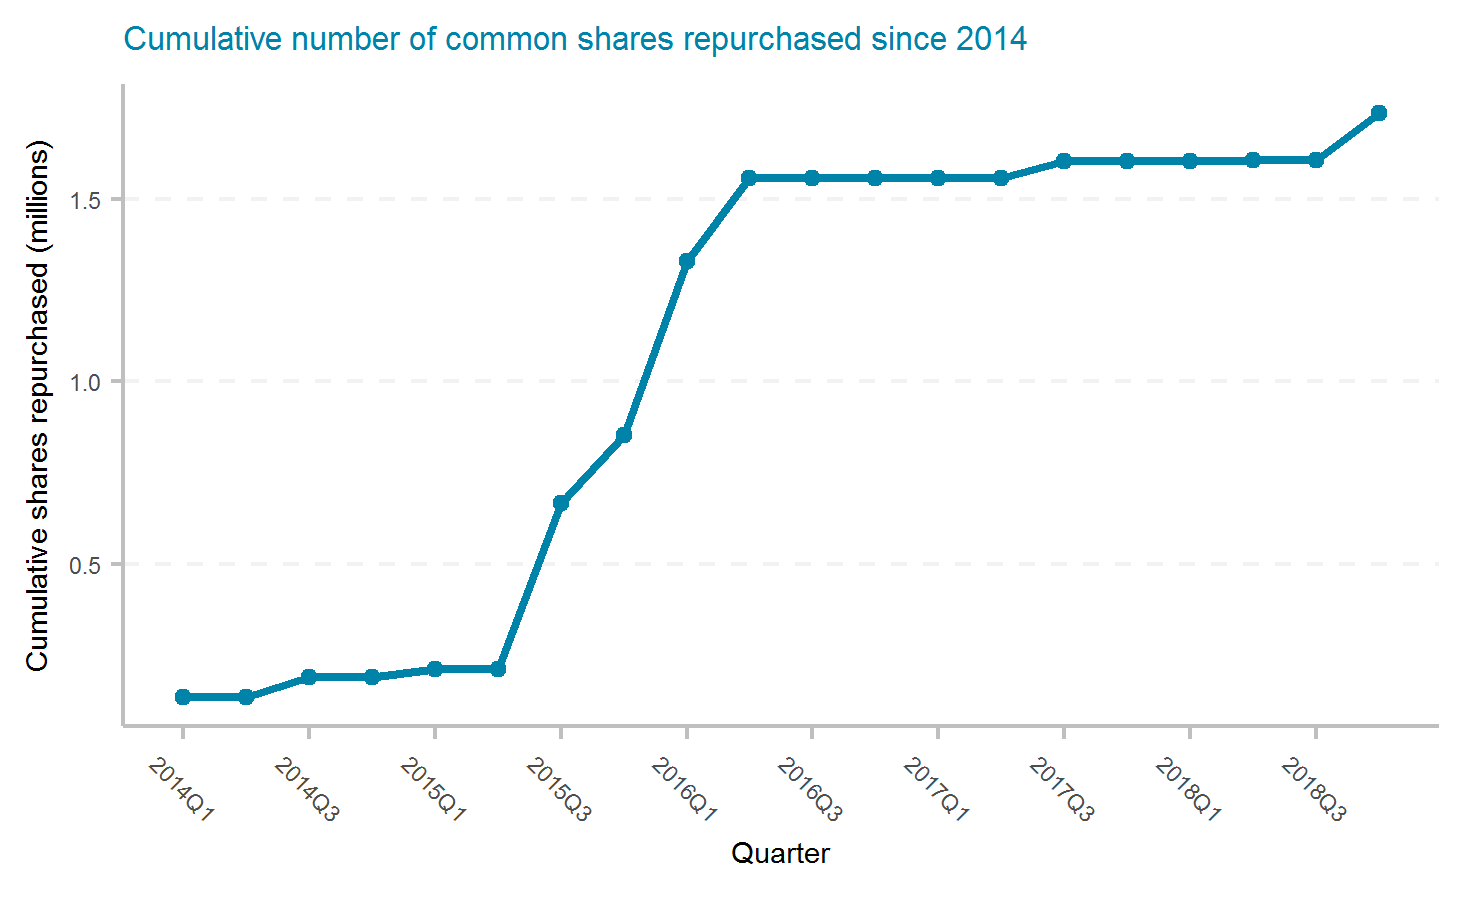 Cumulative number of common shares repurchased since 2014
Cumulative shares repurchased (millions)
1.5
1.0
0.5
2014Q1
2014Q3
2015Q1
2015Q3
2016Q1
2016Q3
2017Q1
2017Q3
2018Q1
2018Q3
Quarter